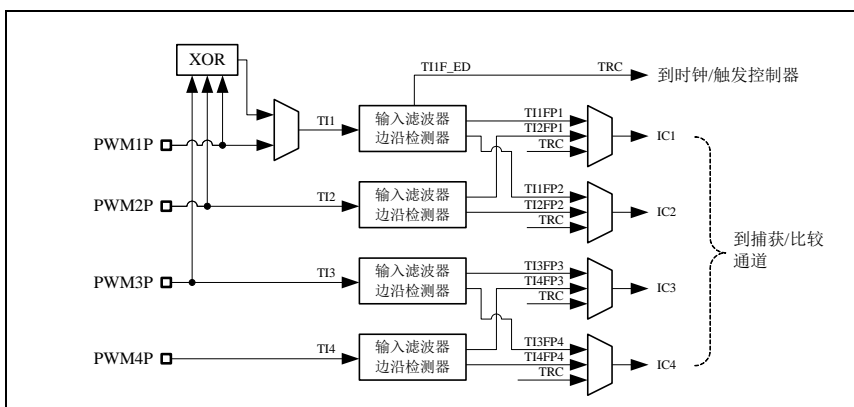 XOR
TI1F_ED
TRC
到时钟/触发控制器
PWM1P
TI1
输入滤波器
边沿检测器
TI1FP1
TI2FP1
TRC
IC1
PWM2P
TI2
输入滤波器
边沿检测器
TI1FP2
TI2FP2
TRC
IC2
到捕获/比较
通道
PWM3P
TI3
输入滤波器
边沿检测器
TI3FP3
TI4FP3
TRC
IC3
PWM4P
TI4
输入滤波器
边沿检测器
TI3FP4
TI4FP4
TRC
IC4